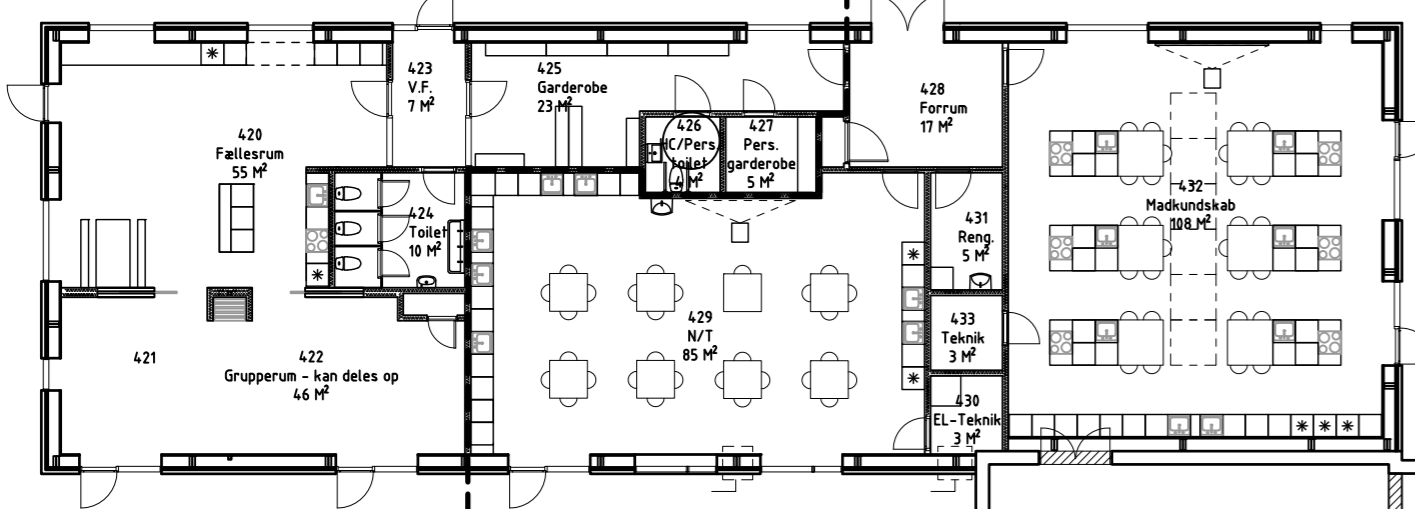 420
Fællesrum
55 M²
423
V.F.
7 M²
425
Garderobe
23 M²
426
HC/Pers.
toilet
4 M²
427
Pers.
garderobe
5 M²
428
Forrum
17 M²
424
Toilet
10 M²
431
Reng.
5 M²
432
Madkundskab
108 M²
421
422
Grupperum - kan deles op
46 M²
429
N/T
85 M²
433
Teknik
3 M²
430
EL-Teknik
3 M²